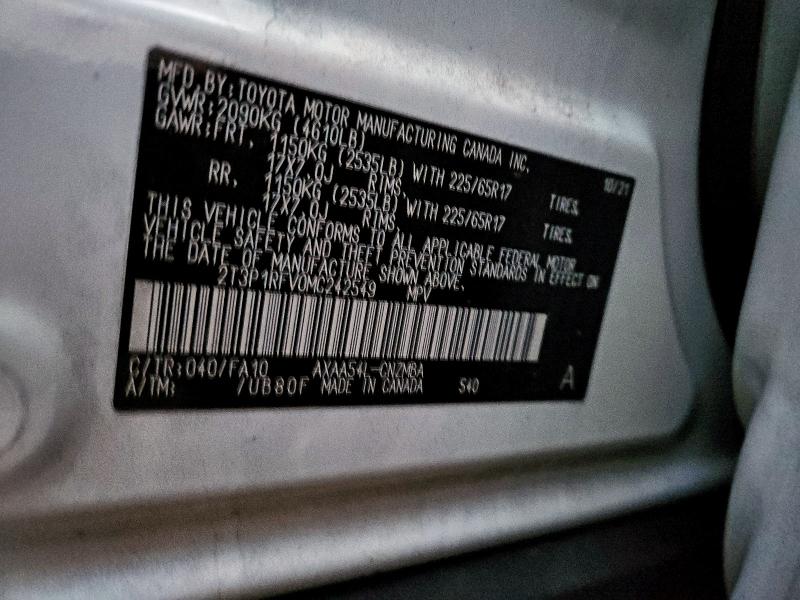 MFD. BY: TOYOTA MOTOR MANUFACTURING CANADA INC. 10/21
GVWR: 2090KG (4610LB)
GAWR: FRT. 1150KG (2535LB) WITH 225/65R17 TIRES,
17X7.0J RIMS,
RR. 1150KG (2535LB) WITH 225/65R17 TIRES,
17X7.0J RIMS,
THIS VEHICLE CONFORMS TO ALL APPLICABLE FEDERAL MOTOR
VEHICLE SAFETY AND THEFT PREVENTION STANDARDS IN EFFECT ON
THE DATE OF MANUFACTURE SHOWN ABOVE.
2T3P1RFV0MC242549 MPV
C/TR: 040/FA10 AXAA54L-CNZMBA
A/TM: /UB80F MADE IN CANADA 540 A